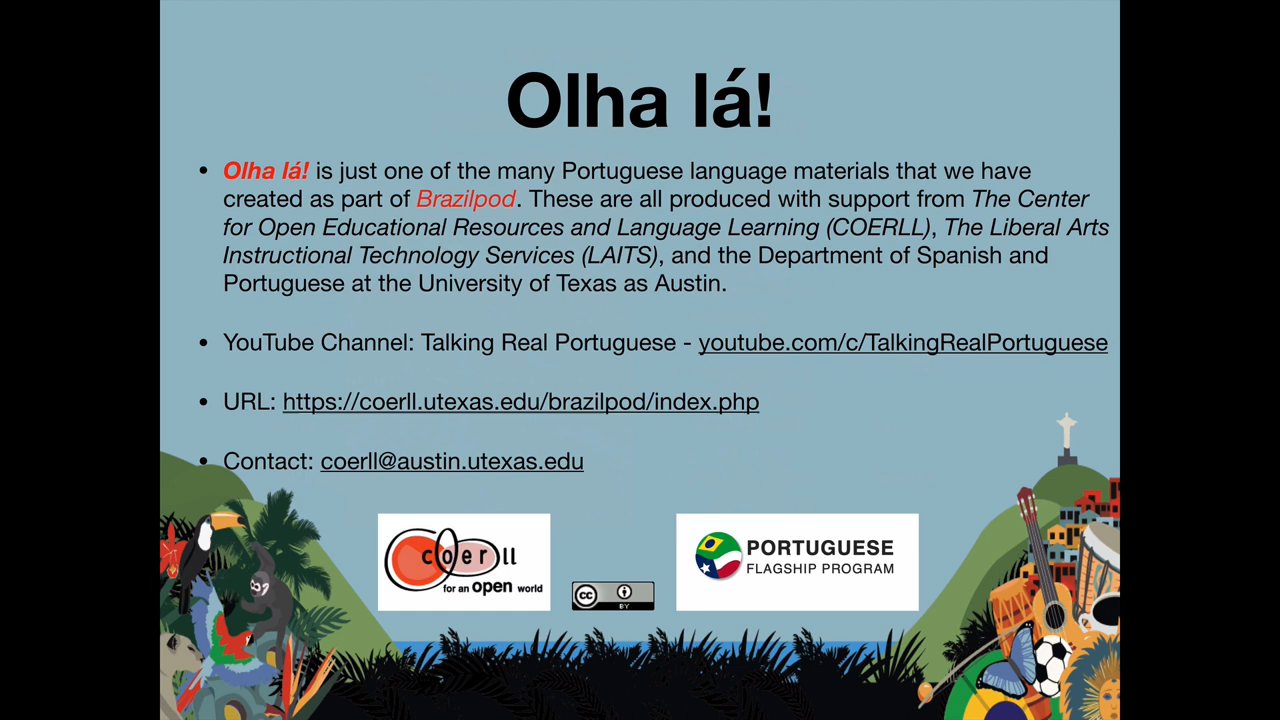 Olha lá!
• Olha lá! is just one of the many Portuguese language materials that we have
created as part of Brazilpod. These are all produced with support from The Center
for Open Educational Resources and Language Learning (COERLL), The Liberal Arts
Instructional Technology Services (LAITS), and the Department of Spanish and
Portuguese at the University of Texas as Austin.
• YouTube Channel: Talking Real Portuguese - youtube.com/c/TalkingRealPortuguese
• URL: https://coerll.utexas.edu/brazilpod/index.php
• Contact: coerll@austin.utexas.edu
coerll
for an open world
cc
BY
PORTUGUESE
FLAGSHIP PROGRAM